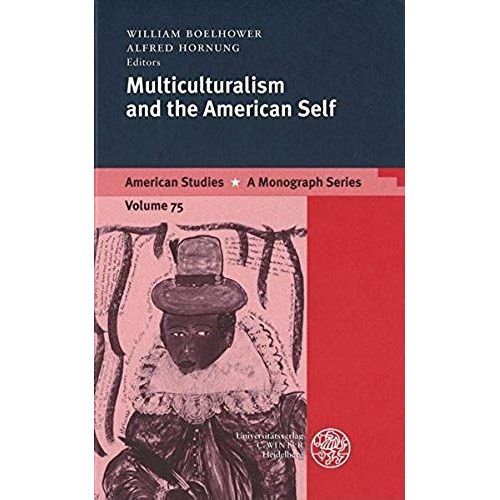 WILLIAM BOELHOWER
ALFRED HORNUNG
Editors
Multiculturalism
and the American Self
American Studies ★ A Monograph Series
Volume 75
Universitätsverlag
C. WINTER
Heidelberg